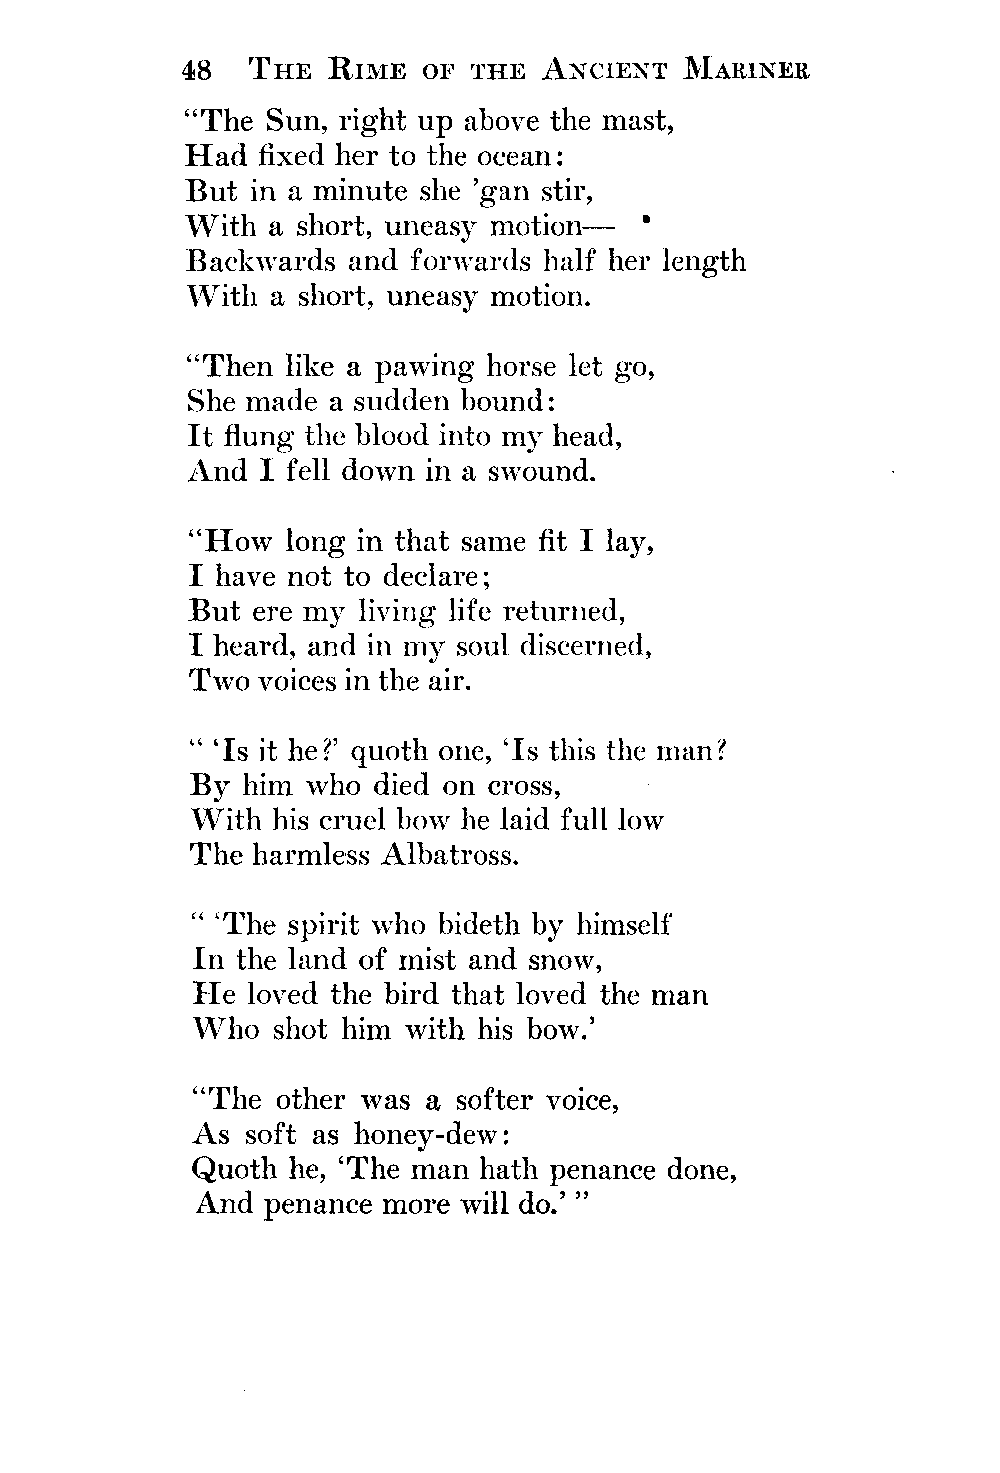 48 The Rime of the Ancient Mariner
“The Sun, right up above the mast,
Had fixed her to the ocean:
But in a minute she ’gan stir,
With a short, uneasy motion—
Backwards and forwards half her length
With a short, uneasy motion.
“Then like a pawing horse let go,
She made a sudden bound:
It flung the blood into my head,
And I fell down in a swound.
“How long in that same fit I lay,
I have not to declare;
But ere my living life returned,
I heard, and in my soul discerned,
Two voices in the air.
“ ‘Is it he?’ quoth one, ‘Is this the man?
By him who died on cross,
With his cruel bow he laid full low
The harmless Albatross.
“ ‘The spirit who bideth by himself
In the land of mist and snow,
He loved the bird that loved the man
Who shot him with his bow.’
“The other was a softer voice,
As soft as honey-dew:
Quoth he, ‘The man hath penance done,
And penance more will do.’ ”